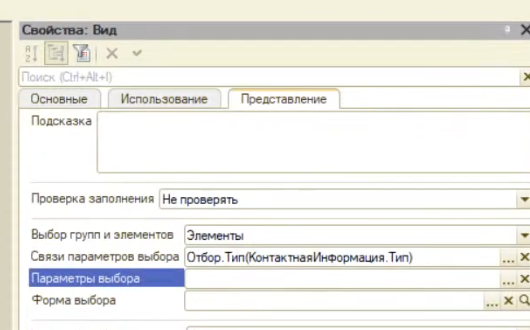 Свойства: Вид
Поиск (Ctrl+Alt+I)
Основные Использование Представление
Подсказка
Проверка заполнения Не проверять
Выбор групп и элементов Элементы
Связи параметров выбора Отбор.Тип(КонтактнаяИнформация.Тип) ...
Параметры выбора ...
Форма выбора ...